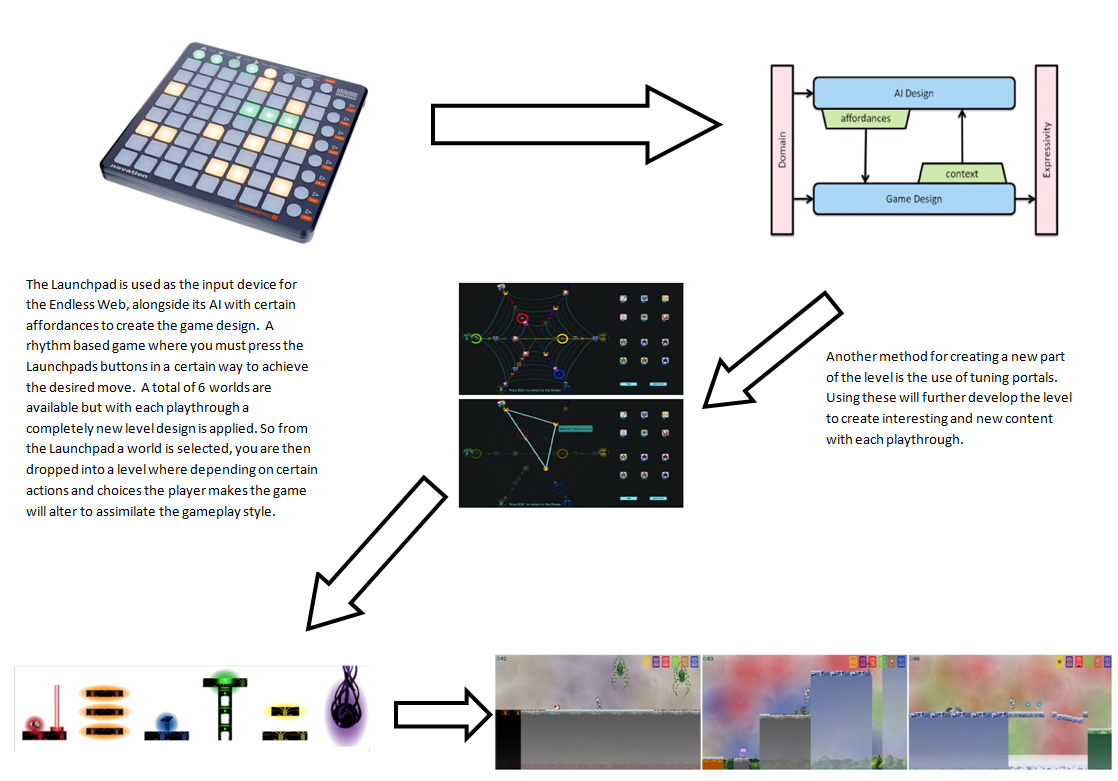 novation
LAUNCHPAD S
Domain
AI Design
affordances
context
Game Design
Expressivity
The Launchpad is used as the input device for
the Endless Web, alongside its AI with certain
affordances to create the game design.  A
rhythm based game where you must press the
Launchpads buttons in a certain way to achieve
the desired move.  A total of 6 worlds are
available but with each playthrough a
completely new level design is applied. So from
the Launchpad a world is selected, you are then
dropped into a level where depending on certain
actions and choices the player makes the game
will alter to assimilate the gameplay style.
Another method for creating a new part
of the level is the use of tuning portals.
Using these will further develop the level
to create interesting and new content
with each playthrough.
42
63